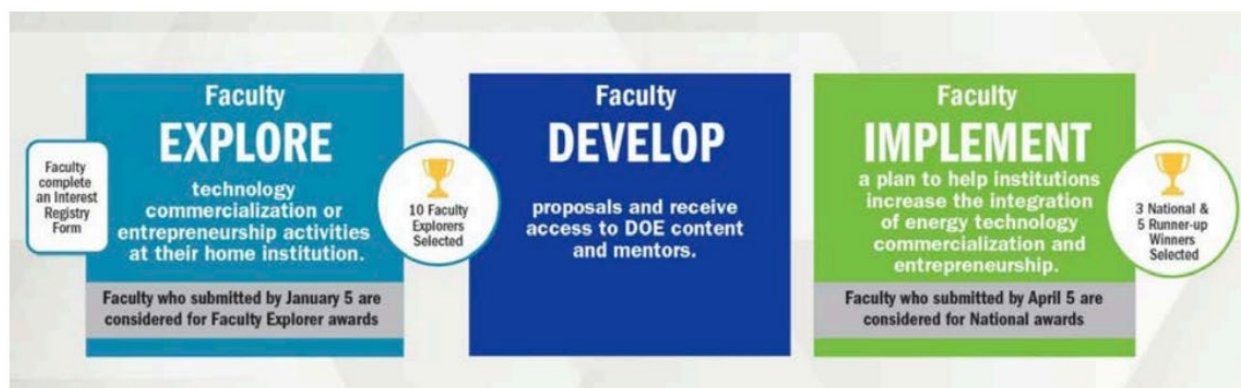 Faculty
complete
an Interest
Registry
Form
Faculty
EXPLORE
technology
commercialization or
entrepreneurship activities
at their home institution.
Faculty who submitted by January 5 are
considered for Faculty Explorer awards
10 Faculty
Explorers
Selected
Faculty
DEVELOP
proposals and receive
access to DOE content
and mentors.
Faculty
IMPLEMENT
a plan to help institutions
increase the integration
of energy technology
commercialization and
entrepreneurship.
Faculty who submitted by April 5 are
considered for National awards
3 National &
5 Runner-up
Winners
Selected